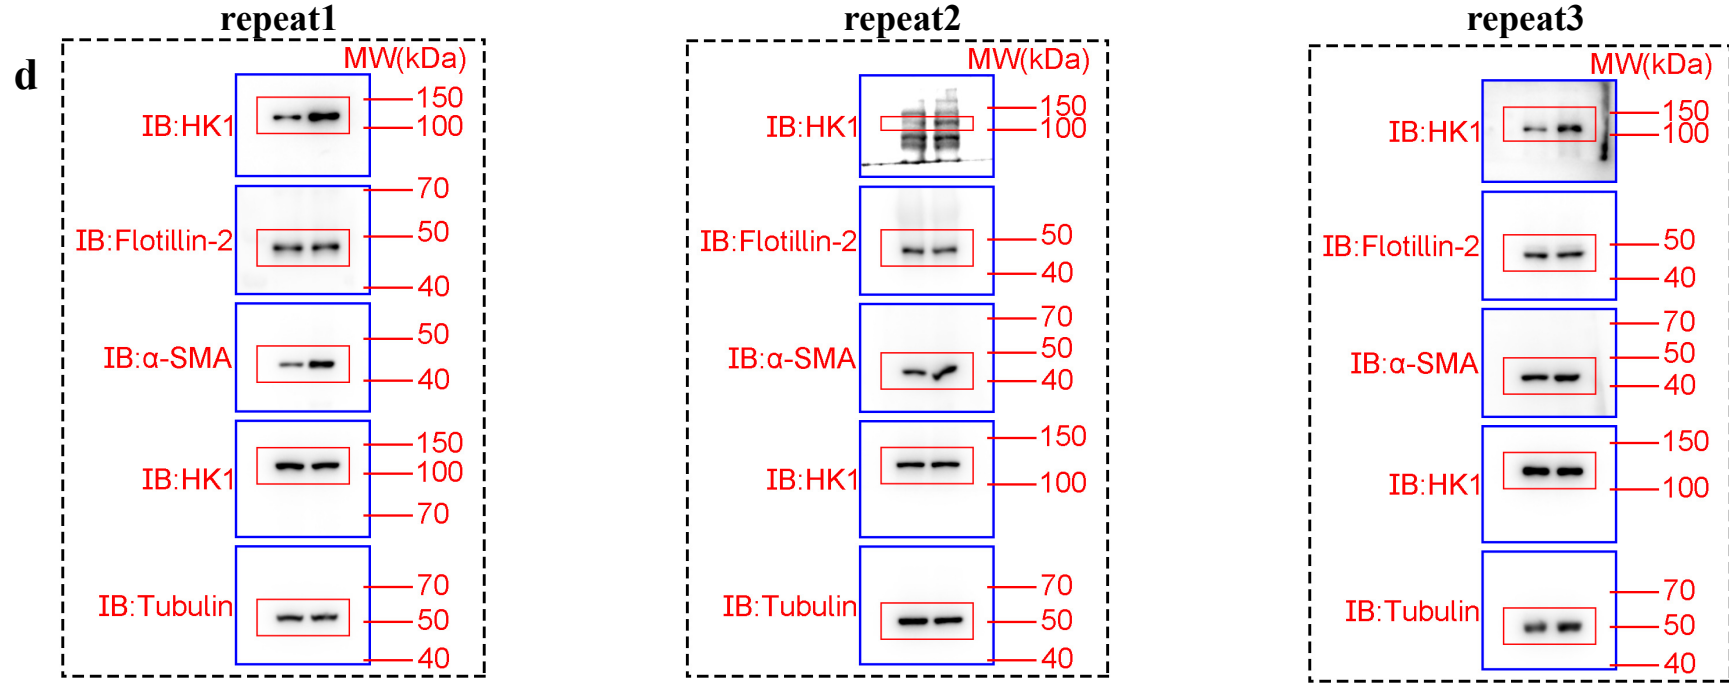 repeat1
repeat2
repeat3
d
MW(kDa)
IB:HK1
150
100
IB:Flotillin-2
70
50
40
IB:α-SMA
50
40
IB:HK1
150
100
70
IB:Tubulin
70
50
40
MW(kDa)
IB:HK1
150
100
IB:Flotillin-2
50
40
IB:α-SMA
70
50
40
IB:HK1
150
100
IB:Tubulin
70
50
40
MW(kDa)
IB:HK1
150
100
IB:Flotillin-2
50
40
IB:α-SMA
70
50
40
IB:HK1
150
100
IB:Tubulin
70
50
40